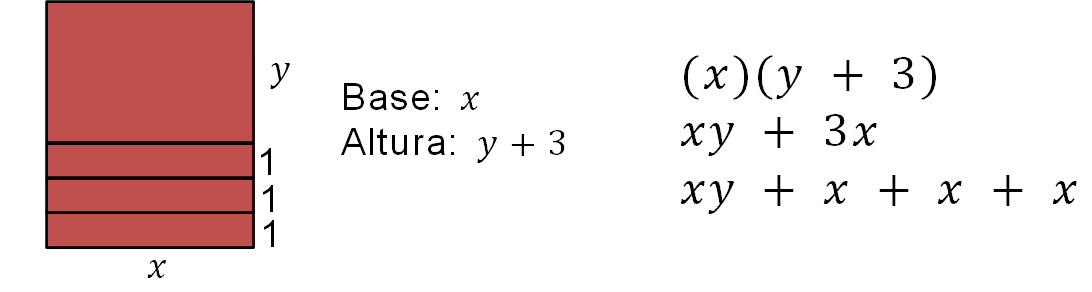 y
1
1
1
x
Base: x
Altura: y + 3
(x)(y + 3)
xy + 3x
xy + x + x + x